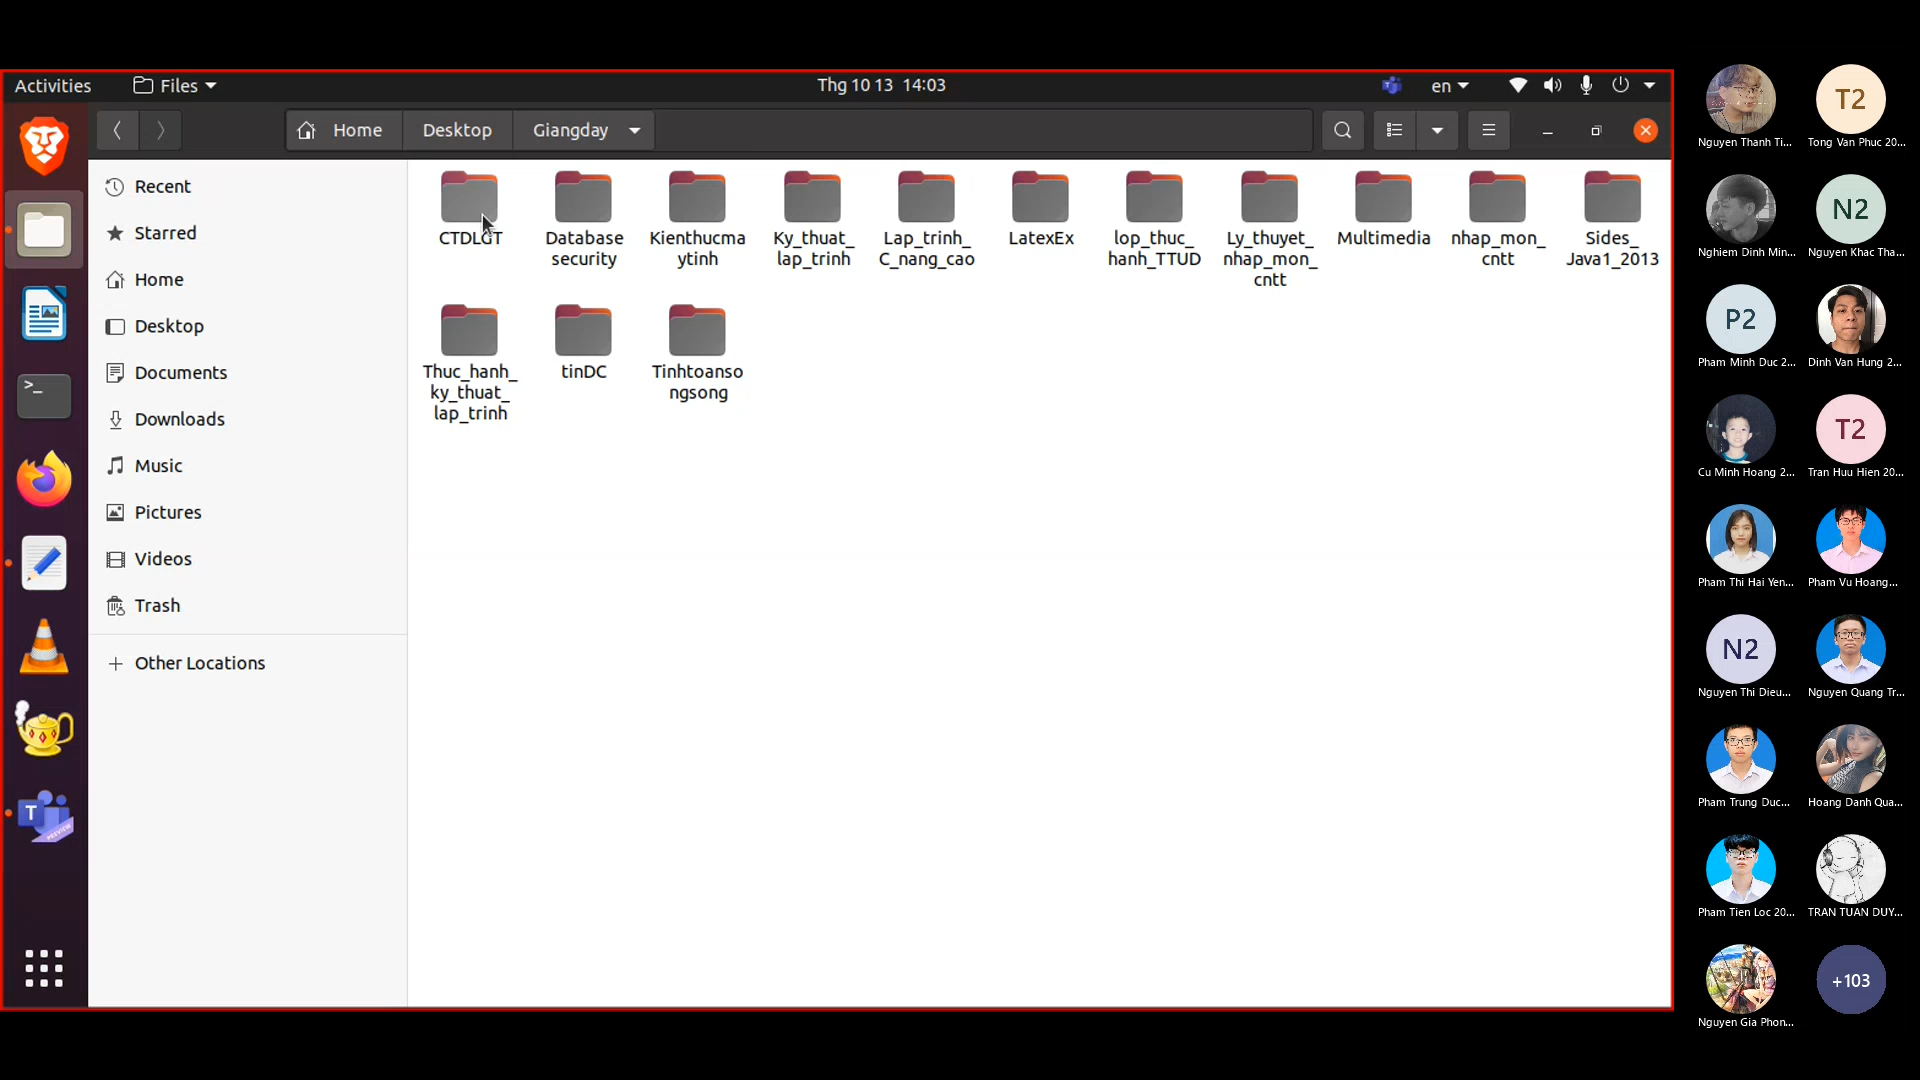 Activities
Files
Thg 10 13 14:03
en
Home
Desktop
Giangday
Recent
Starred
Home
Desktop
Documents
Downloads
Music
Pictures
Videos
Trash
Other Locations
CTDLGT
Database
security
Kienthucma
ytinh
Ky_thuat_
lap_trinh
Lap_trinh_
C_nang_cao
LatexEx
lop_thuc_
hanh_TTUD
Ly_thuyet_
nhap_mon_
cntt
Multimedia
nhap_mon_
cntt
Sides_
Java1_2013
Thuc_hanh_
ky_thuat_
lap_trinh
tinDC
Tinhtoanso
ngsong
>_
T
PREVIEW
Nguyen Thanh Ti...
T2
Tong Van Phuc 20...
Nghiem Dinh Min...
N2
Nguyen Khac Tha...
P2
Pham Minh Duc 2...
Dinh Van Hung 2...
Cu Minh Hoang 2...
T2
Tran Huu Hien 20...
Pham Thi Hai Yen...
Pham Vu Hoang...
N2
Nguyen Thi Dieu...
Nguyen Quang Tr...
Pham Trung Duc...
Hoang Danh Qua...
Pham Tien Loc 20...
TRAN TUAN DUY...
Nguyen Gia Phon...
+103